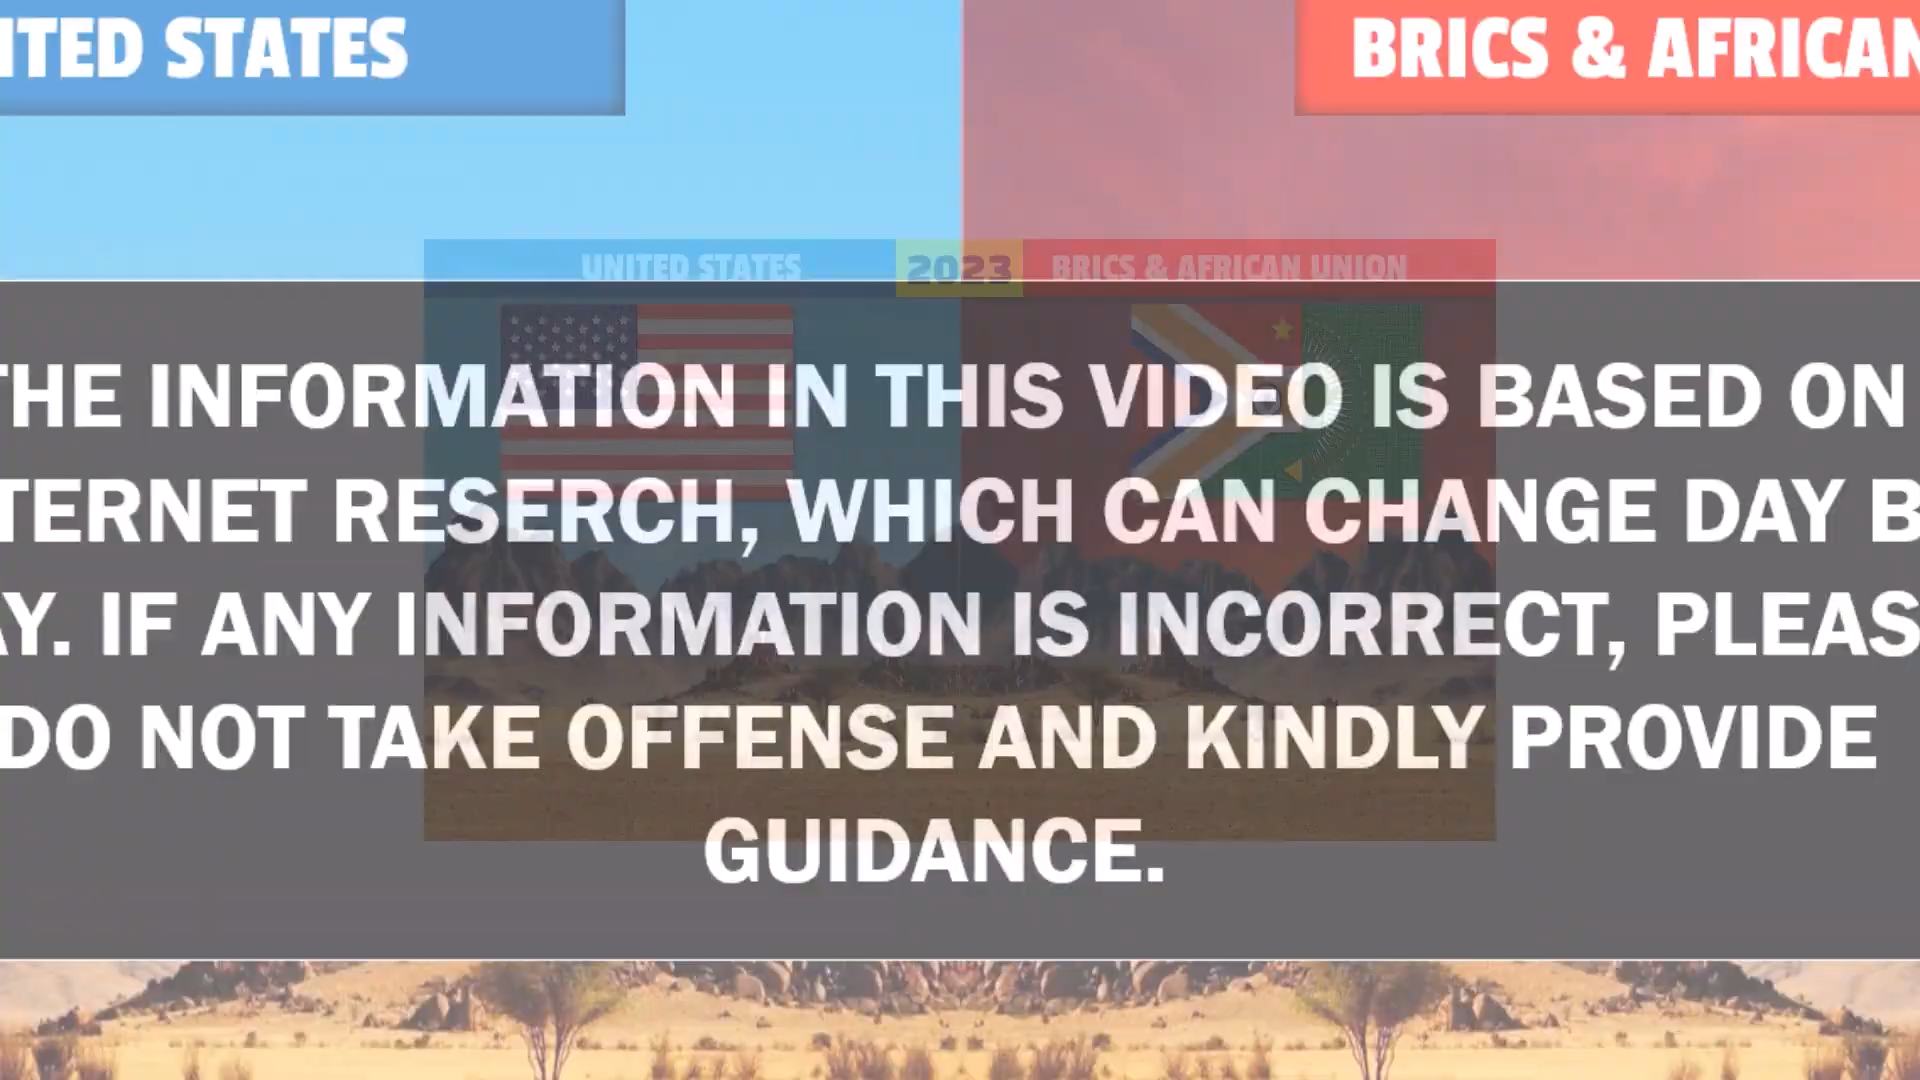 ITED STATES
BRICS & AFRICAN
UNITED STATES
2023
BRICS & AFRICAN UNION
THE INFORMATION IN THIS VIDEO IS BASED ON
TERNET RESERCH, WHICH CAN CHANGE DAY B
AY. IF ANY INFORMATION IS INCORRECT, PLEAS
DO NOT TAKE OFFENSE AND KINDLY PROVIDE
GUIDANCE.